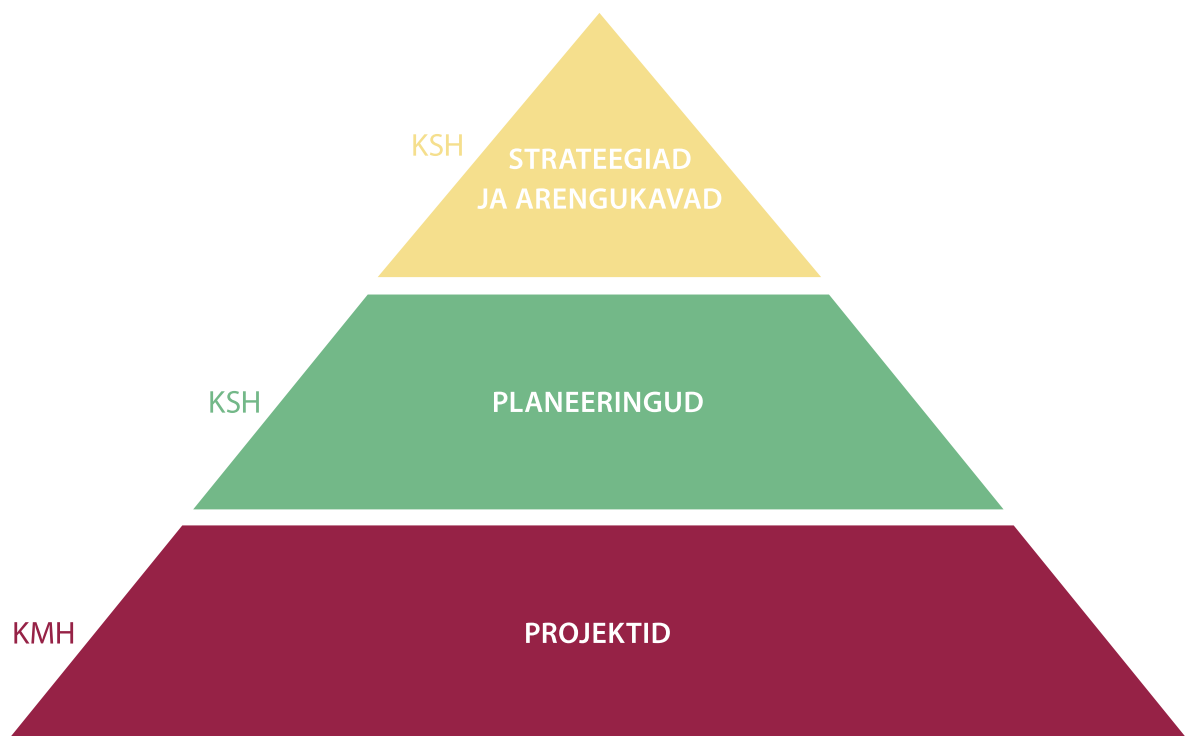 KSH
STRATEEGIAD
JA ARENGUKAVAD
KSH
PLANEERINGUD
KMH
PROJEKTID